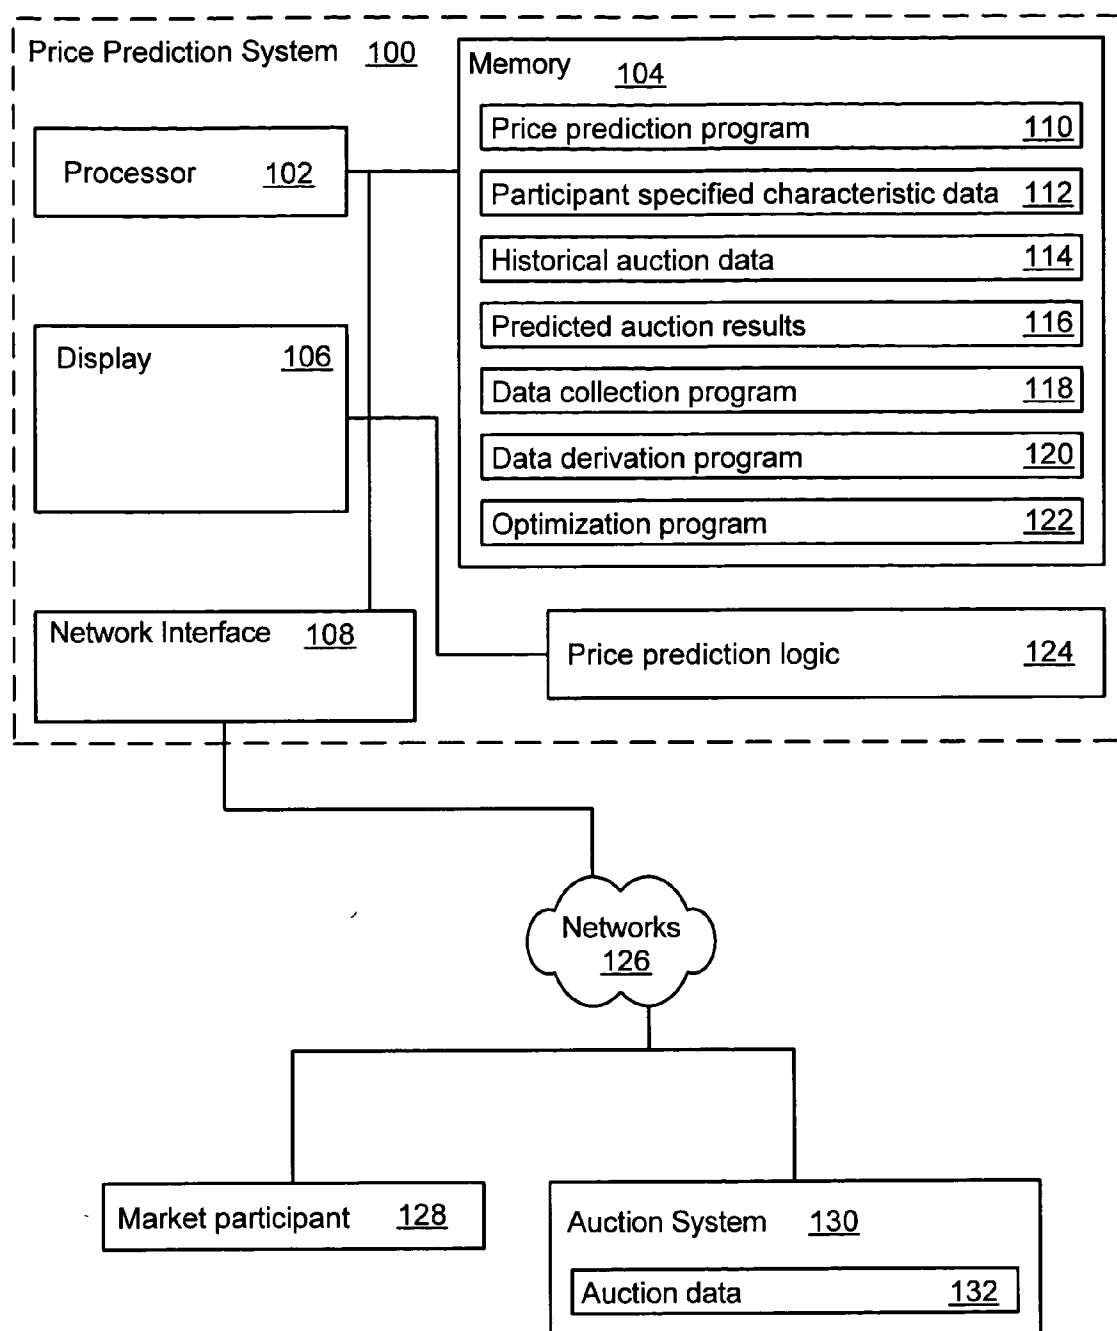 Price Prediction System 100
Memory 104
Price prediction program 110
Processor 102
Participant specified characteristic data 112
Historical auction data 114
Predicted auction results 116
Display 106
Data collection program 118
Data derivation program 120
Optimization program 122
Network Interface 108
Price prediction logic 124
Networks
126
Market participant 128
Auction System 130
Auction data 132